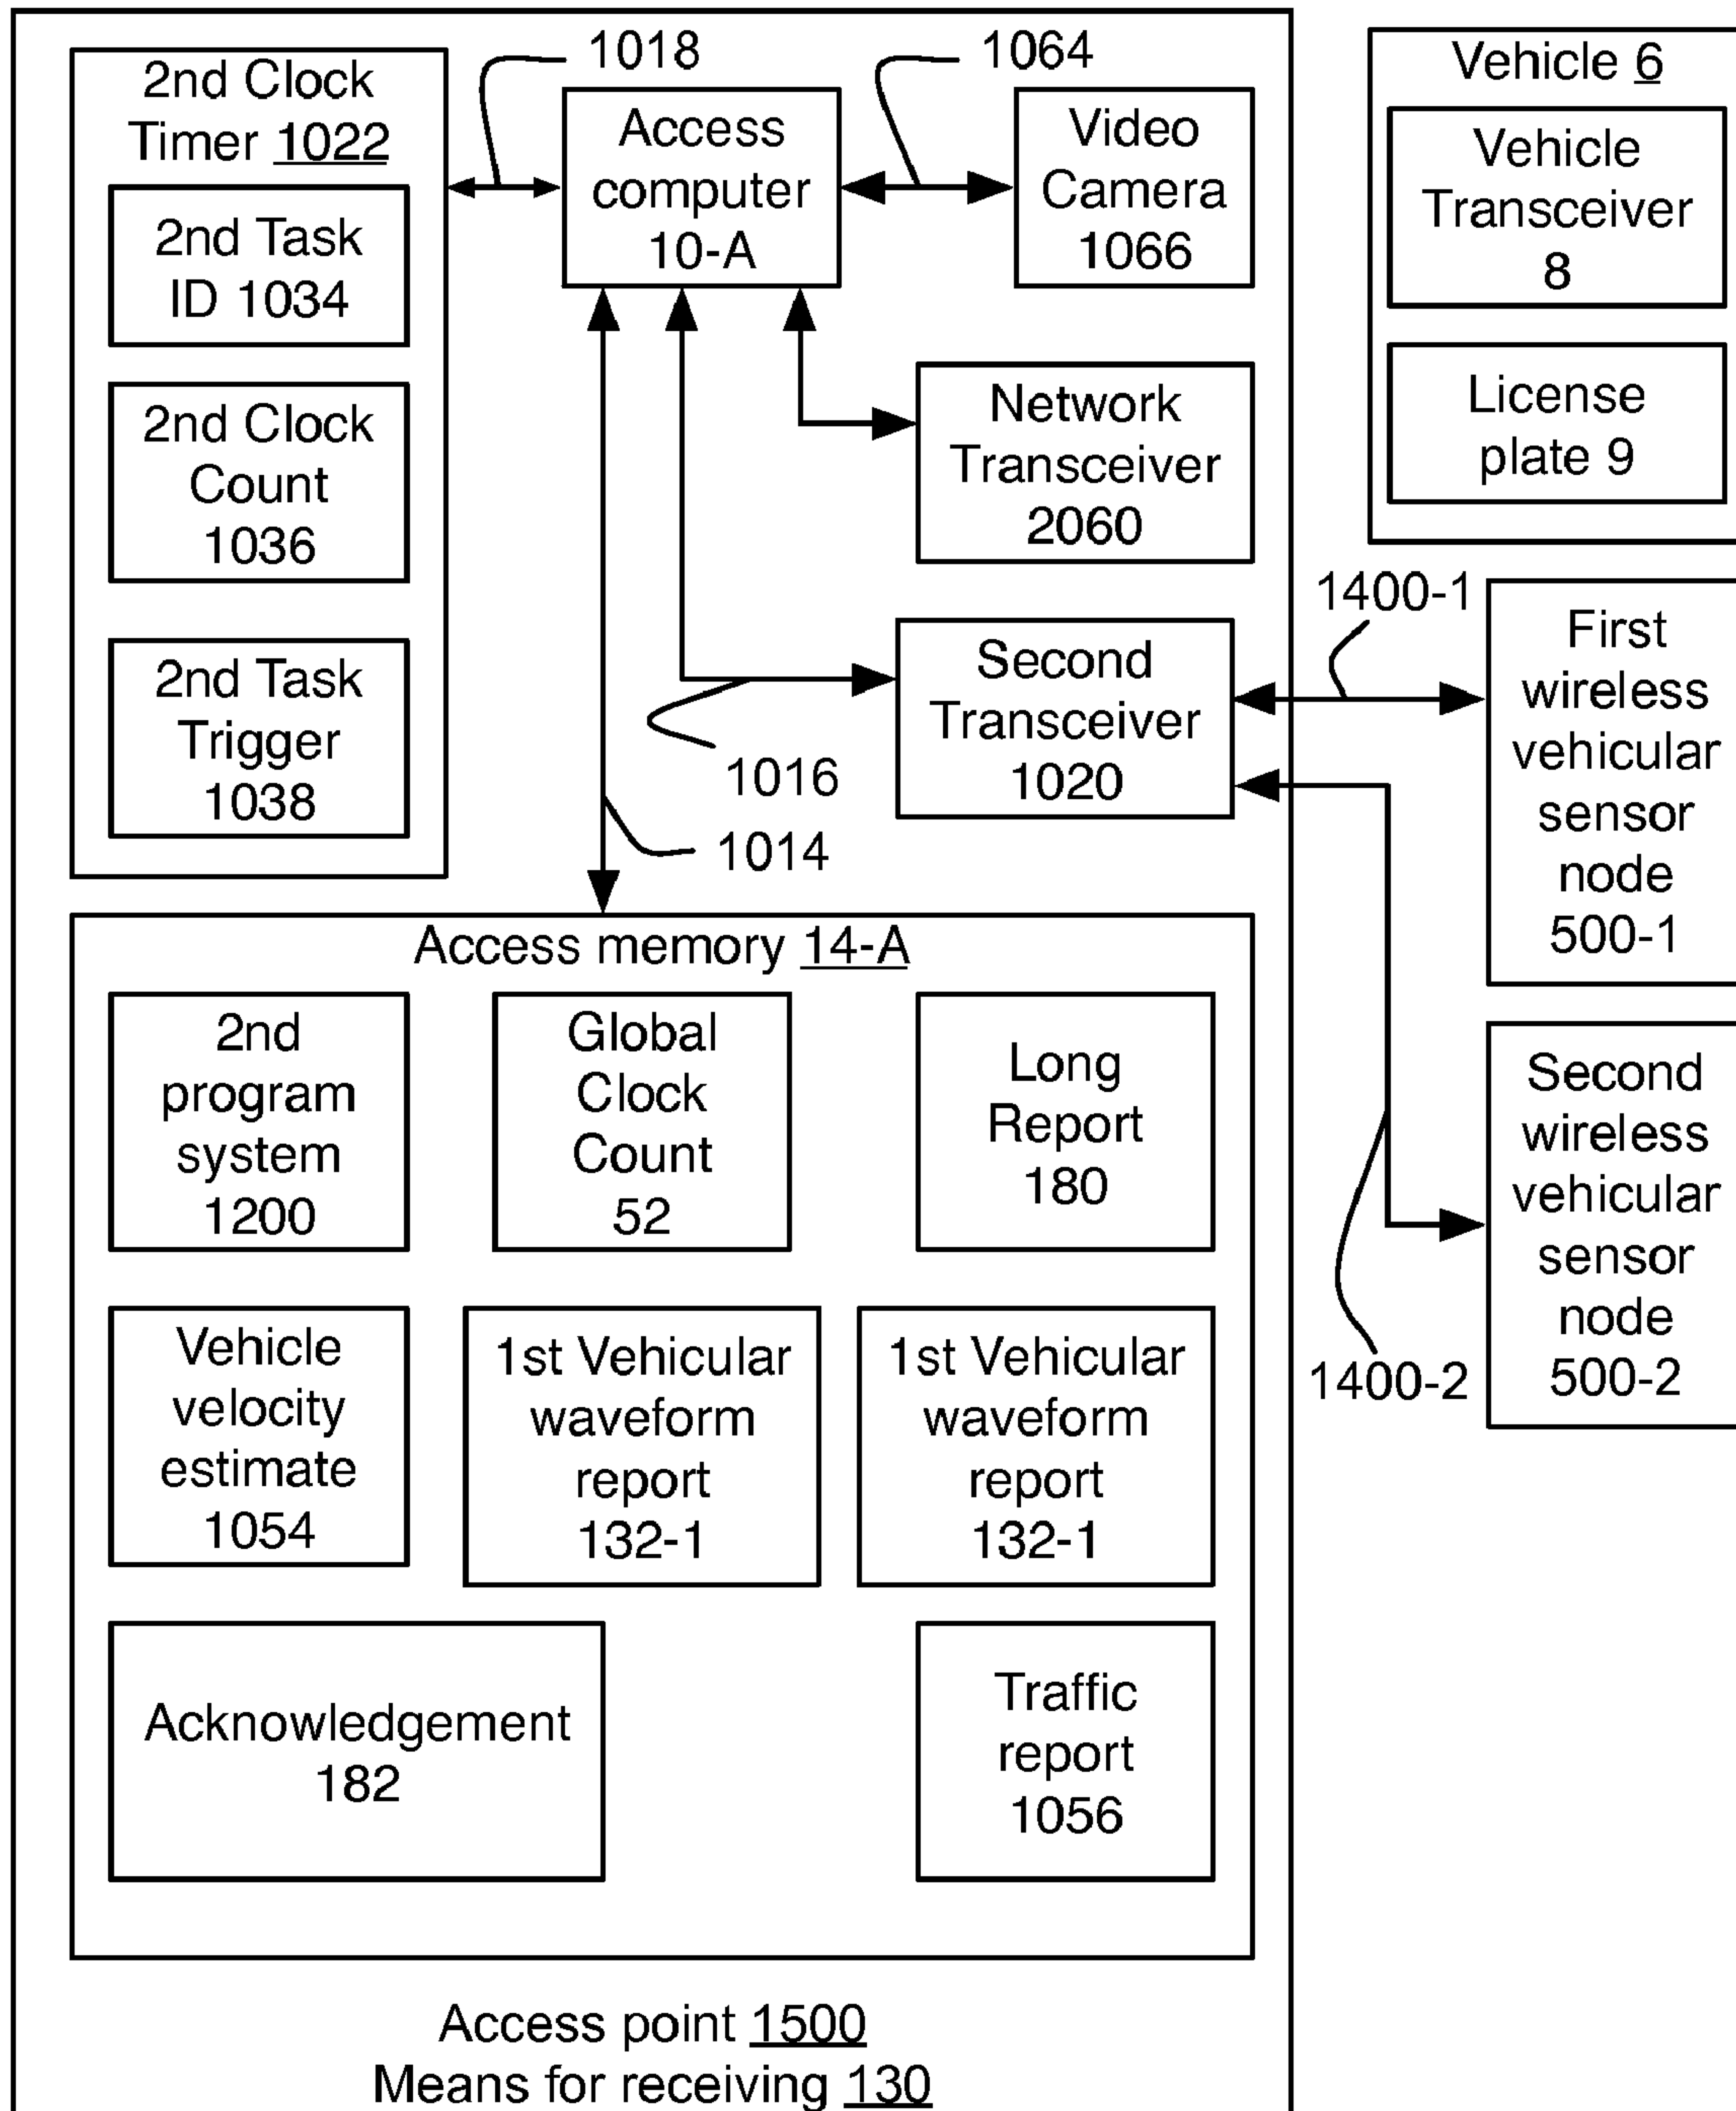 2nd Clock
Timer 1022
2nd Task
ID 1034
2nd Clock
Count
1036
2nd Task
Trigger
1038
1018
Access
computer
10-A
1064
Video
Camera
1066
Network
Transceiver
2060
Second
Transceiver
1020
1016
1014
Vehicle 6
Vehicle
Transceiver
8
License
plate 9
1400-1
First
wireless
vehicular
sensor
node
500-1
Second
wireless
vehicular
sensor
node
500-2
1400-2
Access memory 14-A
2nd
program
system
1200
Global
Clock
Count
52
Long
Report
180
Vehicle
velocity
estimate
1054
1st Vehicular
waveform
report
132-1
1st Vehicular
waveform
report
132-1
Acknowledgement
182
Traffic
report
1056
Access point 1500
Means for receiving 130